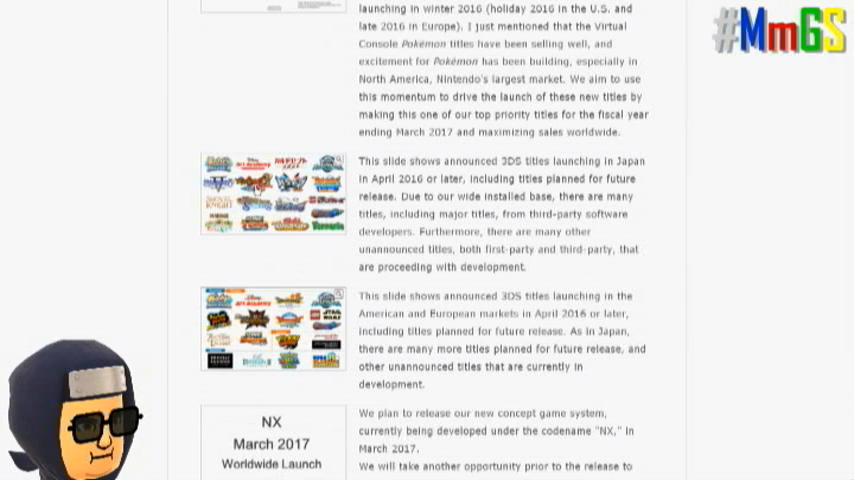 #MmGS
launching in winter 2016 (holiday 2016 in the U.S. and
late 2016 in Europe). I just mentioned that the Virtual
Console Pokémon titles have been selling well, and
excitement for Pokémon has been building, especially in
North America, Nintendo's largest market. We aim to use
this momentum to drive the launch of these new titles by
making this one of our top priority titles for the fiscal year
ending March 2017 and maximizing sales worldwide.
This slide shows announced 3DS titles launching in Japan
in April 2016 or later, including titles planned for future
release. Due to our wide installed base, there are many
titles, including major titles, from third-party software
developers. Furthermore, there are many other
unannounced titles, both first-party and third-party, that
are proceeding with development.
This slide shows announced 3DS titles launching in the
American and European markets in April 2016 or later,
including titles planned for future release. As in Japan,
there are many more titles planned for future release, and
other unannounced titles that are currently in
development.
STAR
WARS
NX
March 2017
Worldwide Launch
We plan to release our new concept game system,
currently being developed under the codename "NX," in
March 2017.
We will take another opportunity prior to the release to